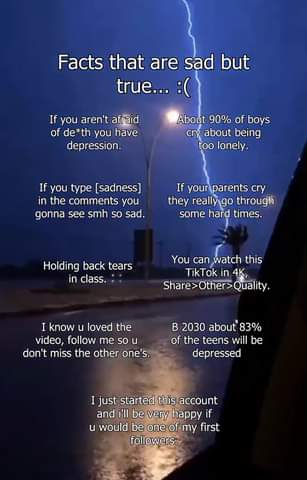 Facts that are sad but
true... :(
If you aren't afraid
of de*th you have
depression.
About 90% of boys
cry about being
too lonely.
If you type [sadness]
in the comments you
gonna see smh so sad.
If your parents cry
they really go through
some hard times.
Holding back tears
in class.
You can watch this
TikTok in 4K,
Share>Other>Quality.
I know u loved the
video, follow me so u
don't miss the other one's.
B 2030 about 83%
of the teens will be
depressed
I just started this account
and i'll be very happy if
u would be one of my first
followers